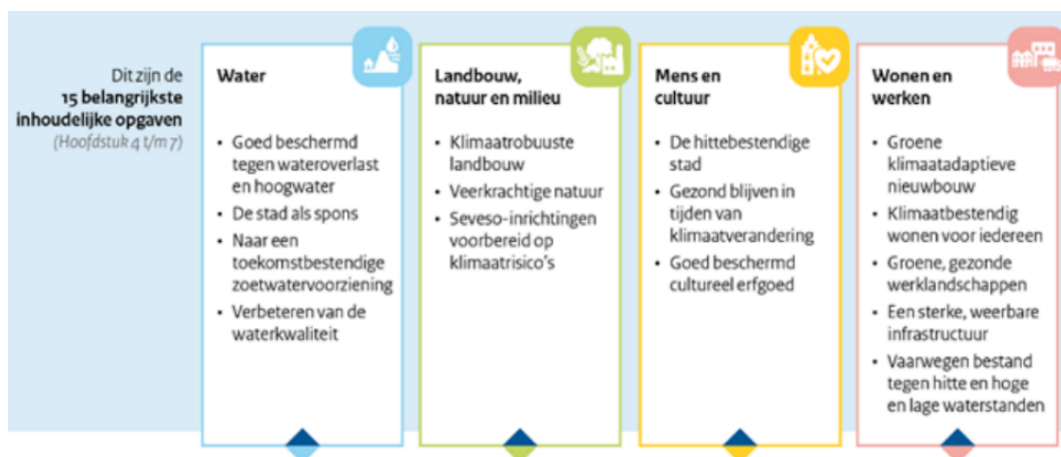 Dit zijn de
15 belangrijkste
inhoudelijke opgaven
(Hoofdstuk 4 t/m 7)
Water
• Goed beschermd
tegen wateroverlast
en hoogwater
• De stad als spons
• Naar een
toekomstbestendige
zoetwatervoorziening
• Verbeteren van de
waterkwaliteit
Landbouw,
natuur en milieu
• Klimaatrobuuste
landbouw
• Veerkrachtige natuur
• Seveso-inrichtingen
voorbereid op
klimaatrisico's
Mens en
cultuur
• De hittebestendige
stad
• Gezond blijven in
tijden van
klimaatverandering
• Goed beschermd
cultureel erfgoed
Wonen en
werken
• Groene
klimaatadaptieve
nieuwbouw
• Klimaatbestendig
wonen voor iedereen
• Groene, gezonde
werklandschappen
• Een sterke, weerbare
infrastructuur
• Vaarwegen bestand
tegen hitte en hoge
en lage waterstanden